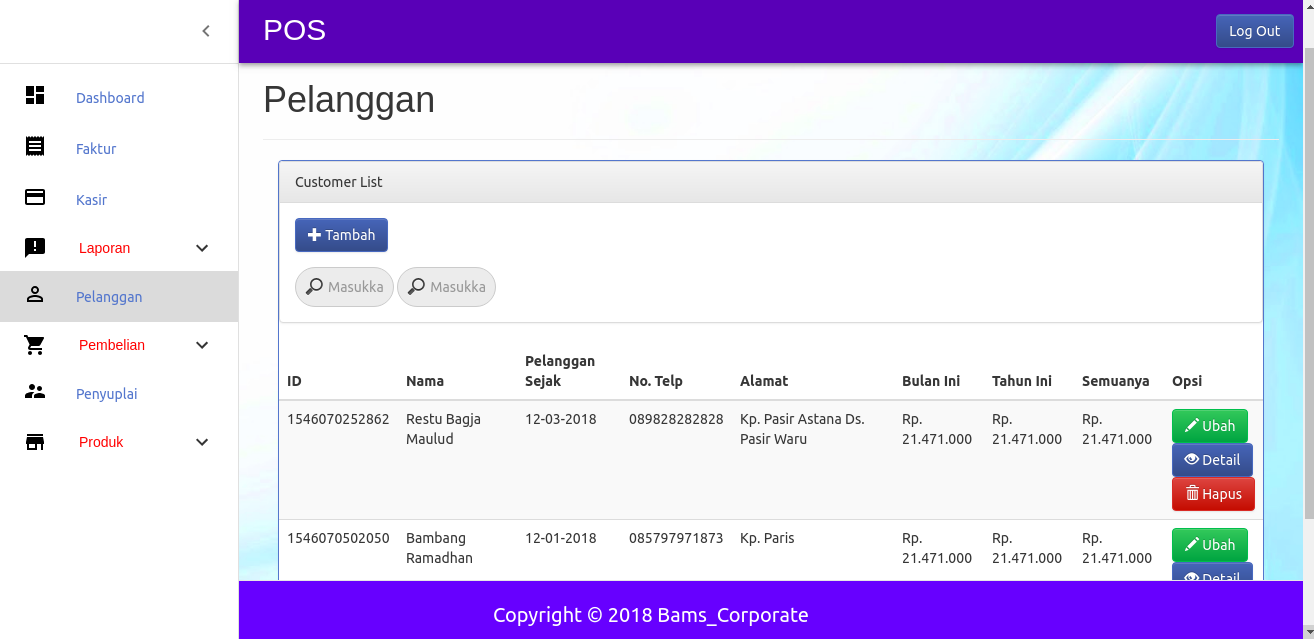 POS
Log Out
Dashboard
Faktur
Kasir
Laporan
Pelanggan
Pembelian
Penyuplai
Produk
Pelanggan
Customer List
Tambah
Masukka Masukka
ID Nama Pelanggan Sejak No. Telp Alamat Bulan Ini Tahun Ini Semuanya Opsi
1546070252862 Restu Bagja 12-03-2018 089828282828 Kp. Pasir Astana Ds. Rp. Rp. Rp. Ubah
Maulud Pasir Waru 21.471.000 21.471.000 21.471.000
Detail
Hapus
1546070502050 Bambang 12-01-2018 085797971873 Kp. Paris Rp. Rp. Rp. Ubah
Ramadhan 21.471.000 21.471.000 21.471.000
Detail
Copyright © 2018 Bams_Corporate